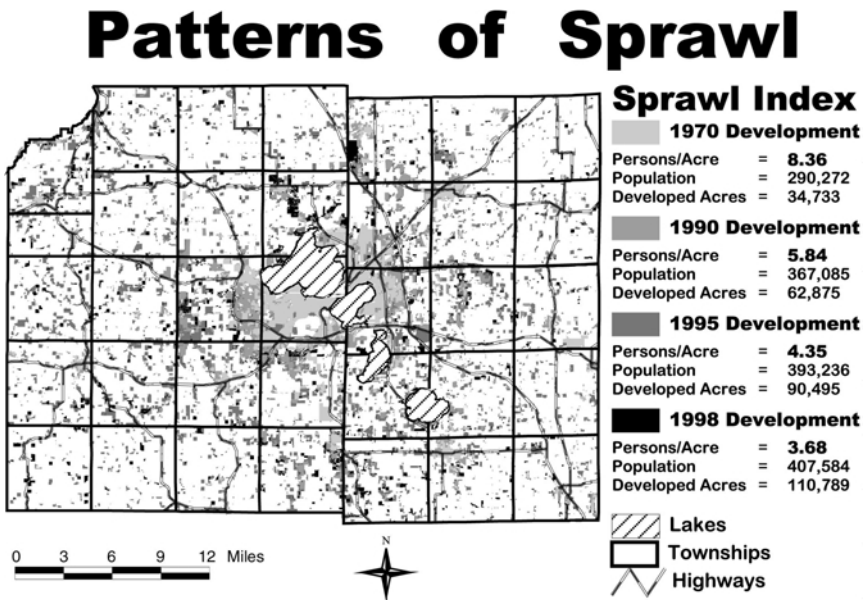 Patterns of Sprawl
Sprawl Index
1970 Development
Persons/Acre = 8.36
Population = 290,272
Developed Acres = 34,733
1990 Development
Persons/Acre = 5.84
Population = 367,085
Developed Acres = 62,875
1995 Development
Persons/Acre = 4.35
Population = 393,236
Developed Acres = 90,495
1998 Development
Persons/Acre = 3.68
Population = 407,584
Developed Acres = 110,789
Lakes
Townships
Highways
0 3 6 9 12 Miles
N